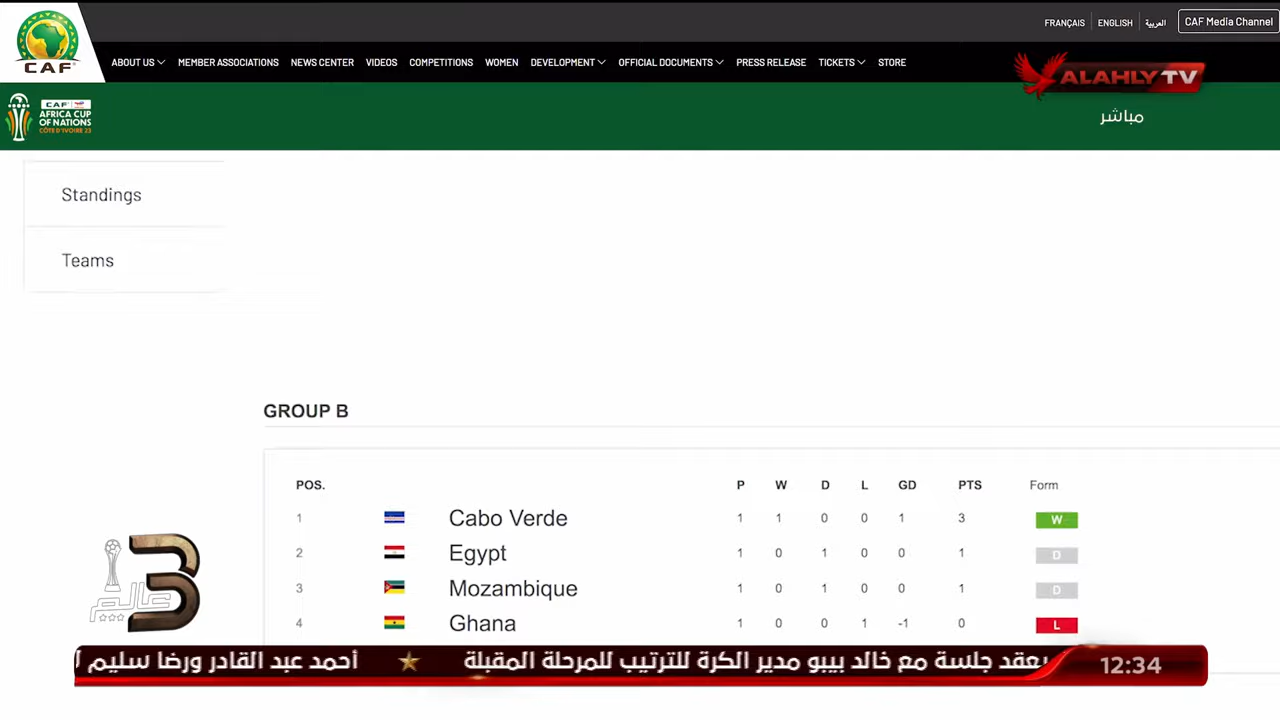 FRANÇAIS ENGLISH العربية CAF Media Channel
CAF
ABOUT US MEMBER ASSOCIATIONS NEWS CENTER VIDEOS COMPETITIONS WOMEN DEVELOPMENT OFFICIAL DOCUMENTS PRESS RELEASE TICKETS STORE
ALAHLY TV
مباشر
CAF
AFRICA CUP
OF NATIONS
CÔTE D'IVOIRE 23
Standings
Teams
GROUP B
POS. P W D L GD PTS Form
1 Cabo Verde 1 1 0 0 1 3 W
2 Egypt 1 0 1 0 0 1 D
3 Mozambique 1 0 1 0 0 1 D
4 Ghana 1 0 0 1 -1 0 L
3
عالم
يعقد جلسة مع خالد بيبو مدير الكرة للترتيب للمرحلة المقبلة ★ أحمد عبد القادر ورضا سليم
12:34